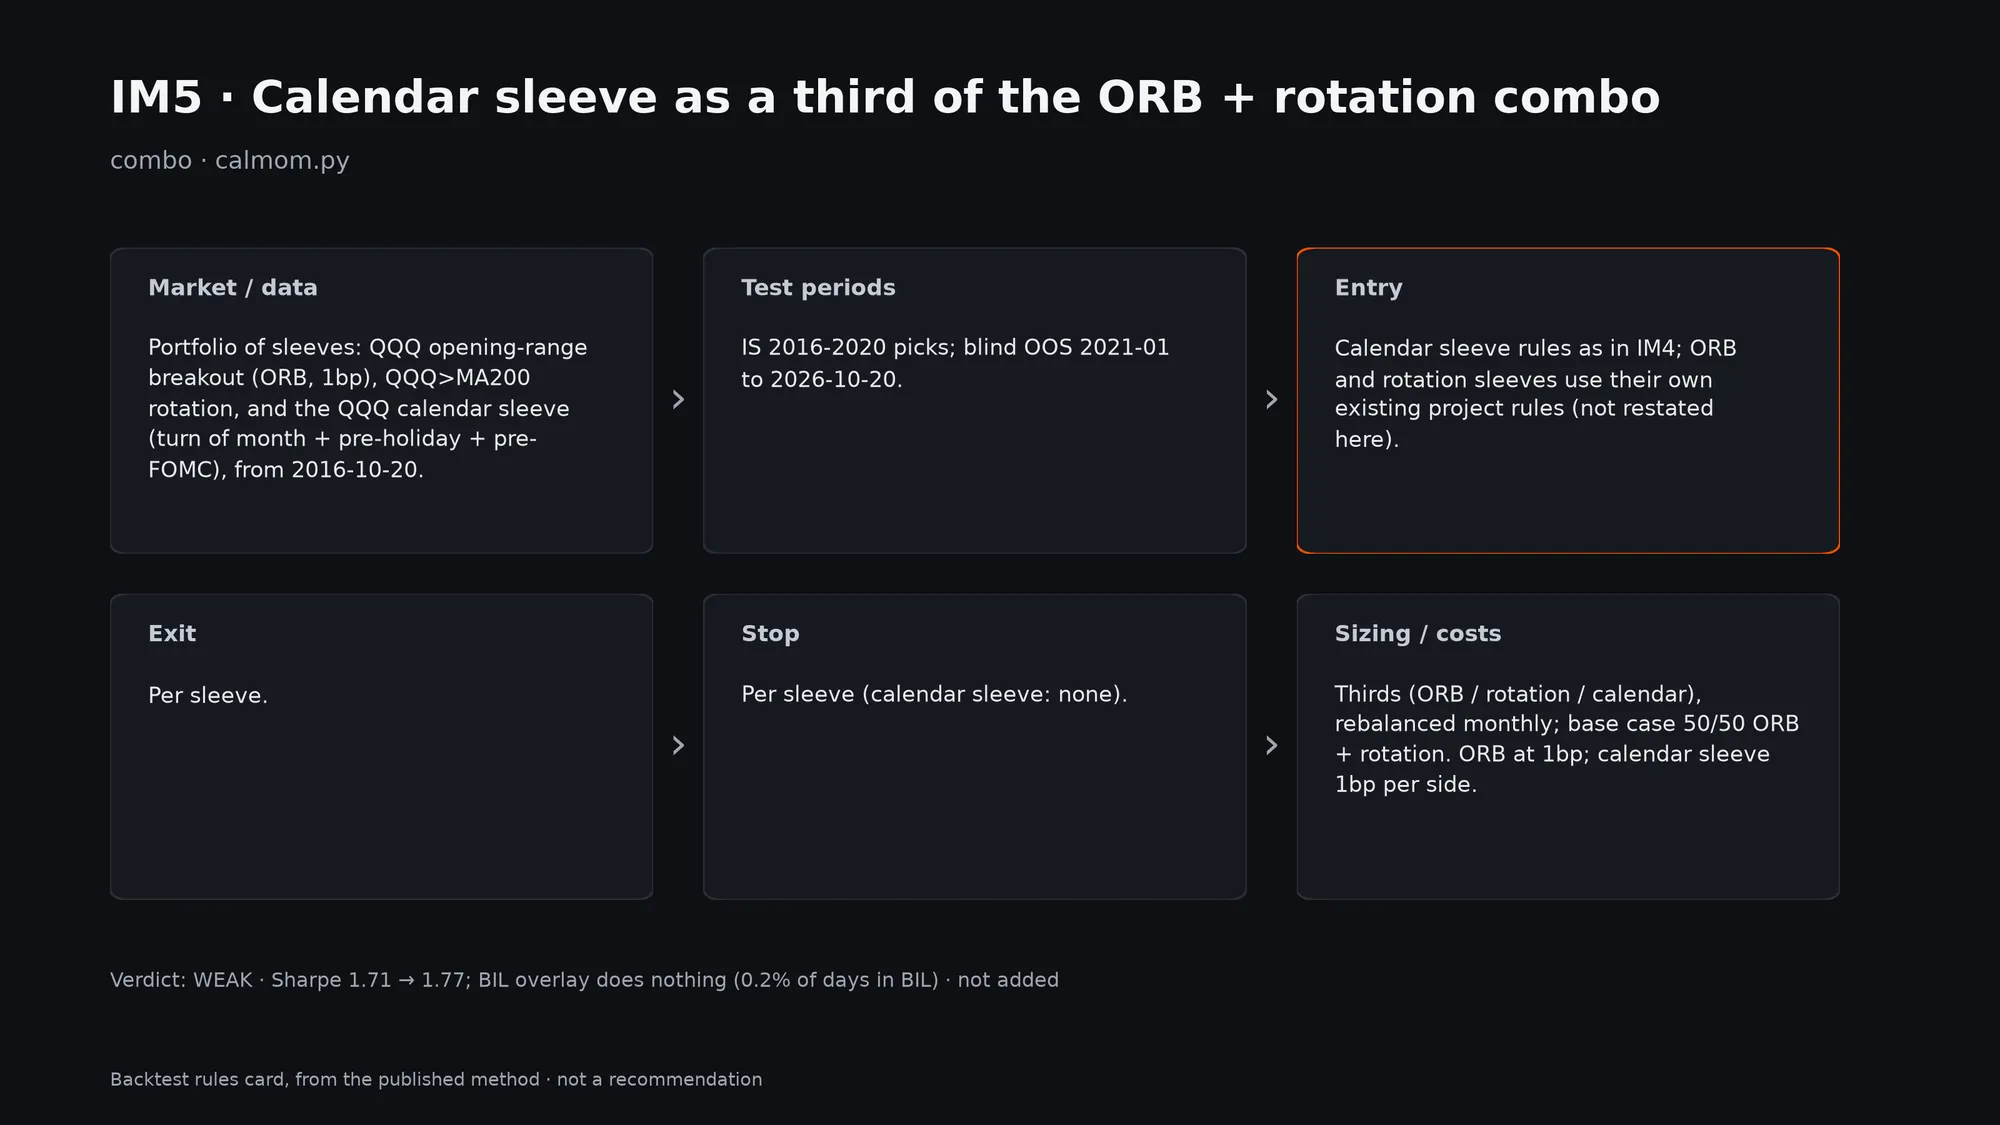 IM5 · Calendar sleeve as a third of the ORB + rotation combo
combo · calmom.py
Market / data
Portfolio of sleeves: QQQ opening-range
breakout (ORB, 1bp), QQQ>MA200
rotation, and the QQQ calendar sleeve
(turn of month + pre-holiday + pre-
FOMC), from 2016-10-20.
›
Test periods
IS 2016-2020 picks; blind OOS 2021-01
to 2026-10-20.
›
Entry
Calendar sleeve rules as in IM4; ORB
and rotation sleeves use their own
existing project rules (not restated
here).
Exit
Per sleeve.
›
Stop
Per sleeve (calendar sleeve: none).
›
Sizing / costs
Thirds (ORB / rotation / calendar),
rebalanced monthly; base case 50/50 ORB
+ rotation. ORB at 1bp; calendar sleeve
1bp per side.
Verdict: WEAK · Sharpe 1.71 → 1.77; BIL overlay does nothing (0.2% of days in BIL) · not added
Backtest rules card, from the published method · not a recommendation